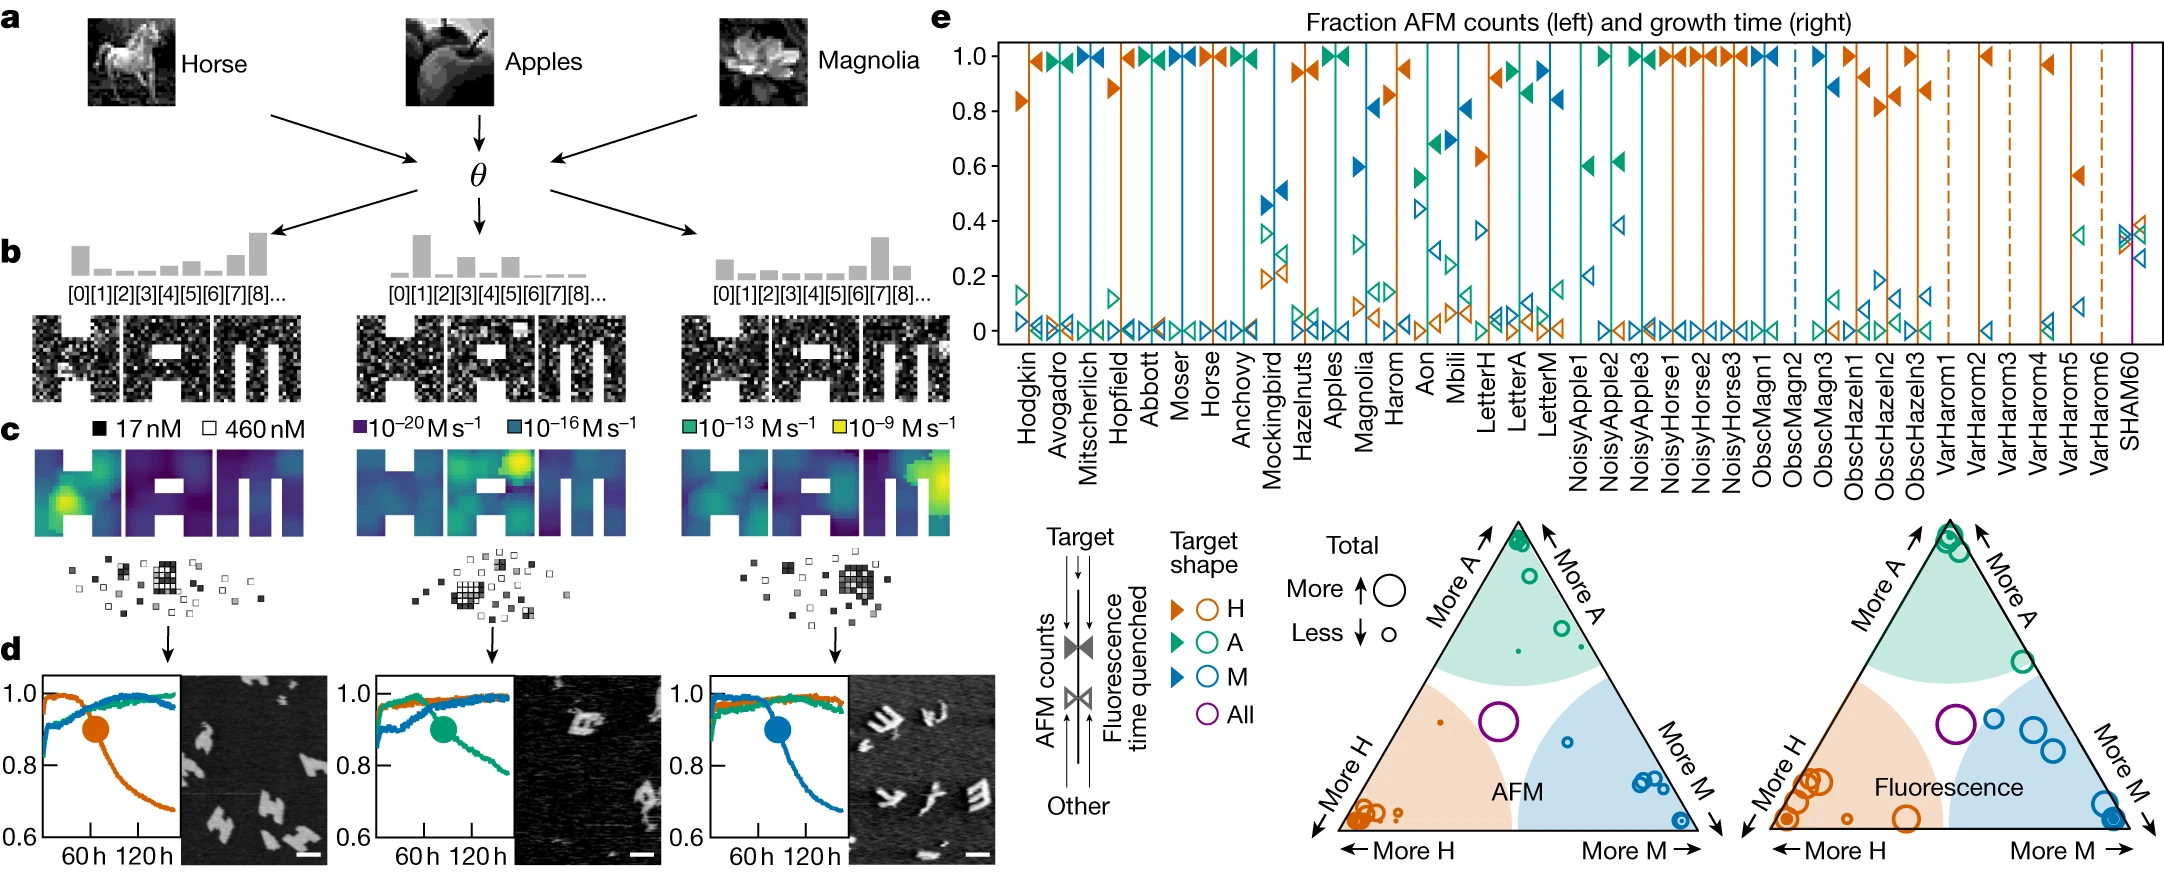 a
Horse
Apples
Magnolia
θ
b
[0][1][2][3][4][5][6][7][8]...
[0][1][2][3][4][5][6][7][8]...
[0][1][2][3][4][5][6][7][8]...
17 nM
460 nM
c
10⁻²⁰ M s⁻¹
10⁻¹⁶ M s⁻¹
10⁻¹³ M s⁻¹
10⁻⁹ M s⁻¹
d
1.0
0.8
0.6
60 h 120 h
1.0
0.8
0.6
60 h 120 h
1.0
0.8
0.6
60 h 120 h
e
Fraction AFM counts (left) and growth time (right)
1.0
0.8
0.6
0.4
0.2
0
Hodgkin
Avogadro
Mitscherlich
Hopfield
Abbott
Moser
Horse
Anchovy
Mockingbird
Hazelnuts
Apples
Magnolia
Harom
Aon
Mbili
LetterH
LetterA
LetterM
NoisyApple1
NoisyApple2
NoisyApple3
NoisyHorse1
NoisyHorse2
NoisyHorse3
ObscMagn1
ObscMagn2
ObscMagn3
ObscHazeln1
ObscHazeln2
ObscHazeln3
VarHarom1
VarHarom2
VarHarom3
VarHarom4
VarHarom5
VarHarom6
SHAM60
Target
AFM counts
Fluorescence
time quenched
Other
Target
shape
H
A
M
All
Total
More
Less
More A
More A
More H
More M
AFM
More H
More M
More A
More A
More H
More M
Fluorescence
More H
More M